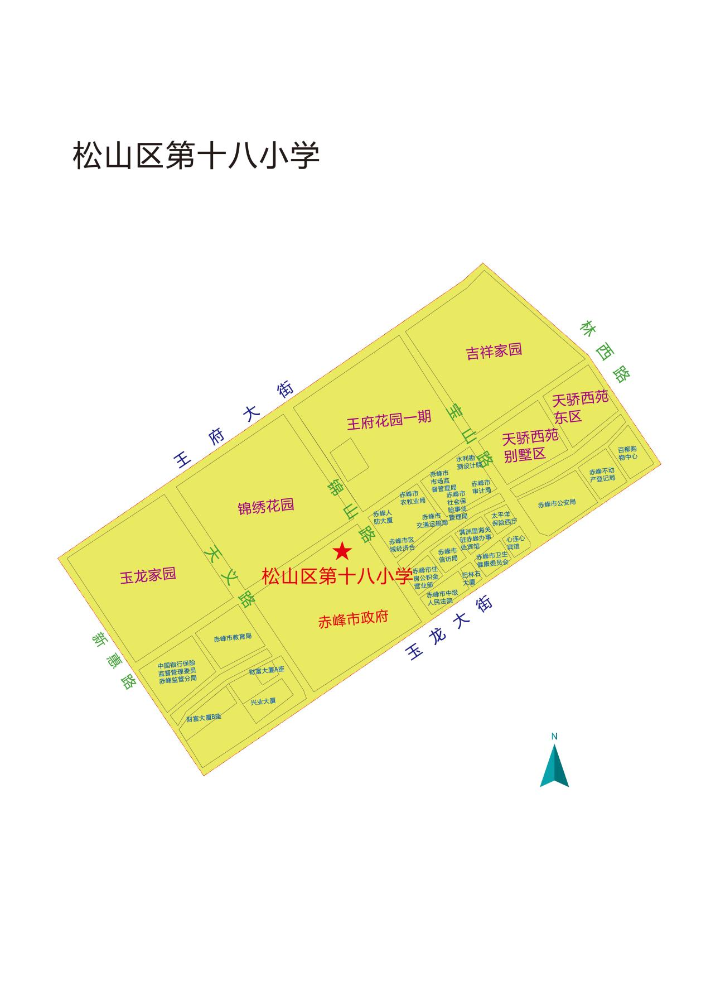 松山区第十八小学
林西路
吉祥家园
王府大街
天骄西苑
东区
王府花园一期
宝山路
天骄西苑
别墅区
百柳购
物中心
水利勘
测设计院
赤峰不动
产登记局
赤峰市
市场监
督管理局
赤峰市
审计局
锦山路
赤峰市
农牧业局
赤峰市
社会保
险事业
管理局
赤峰市公安局
锦绣花园
赤峰人
防大厦
赤峰市
交通运输局
太平洋
保险西厅
满洲里海关
驻赤峰办事
处宾馆
心连心
宾馆
赤峰市区
域经济合
天义路
赤峰市
信访局
赤峰市卫生
健康委员会
玉龙家园
松山区第十八小学
赤峰市住
房公积金
营业部
巴林石
大厦
赤峰市中级
人民法院
赤峰市政府
玉龙大街
新惠路
赤峰市教育局
中国银行保险
监督管理委员
赤峰监管分局
财富大厦A座
兴业大厦
财富大厦B座
N